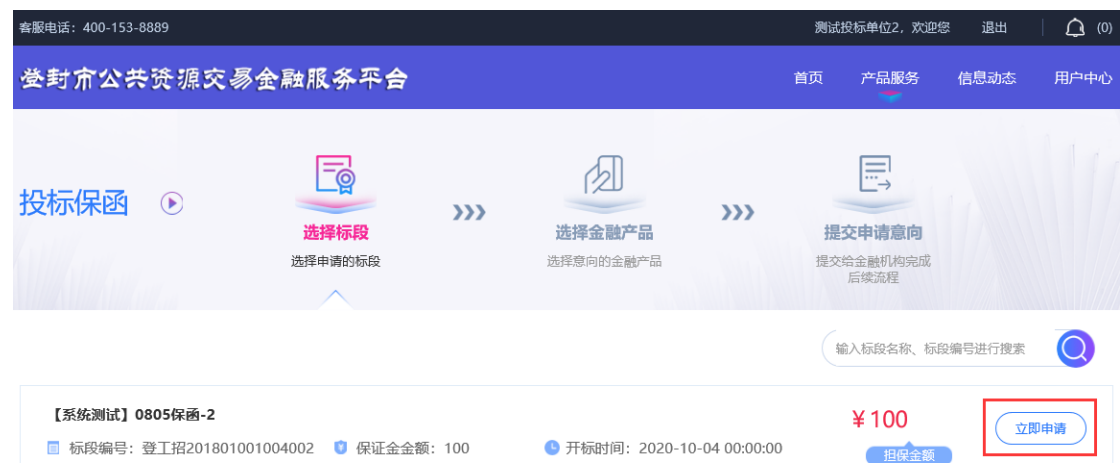 客服电话：400-153-8889 测试投标单位2，欢迎您 退出 (0)
登封市公共资源交易金融服务平台 首页 产品服务 信息动态 用户中心
投标保函
选择标段 选择金融产品 提交申请意向
选择申请的标段 选择意向的金融产品 提交给金融机构完成
后续流程
输入标段名称、标段编号进行搜索
【系统测试】0805保函-2 ￥100 立即申请
标段编号：登工招201801001004002 保证金金额：100 开标时间：2020-10-04 00:00:00 担保金额